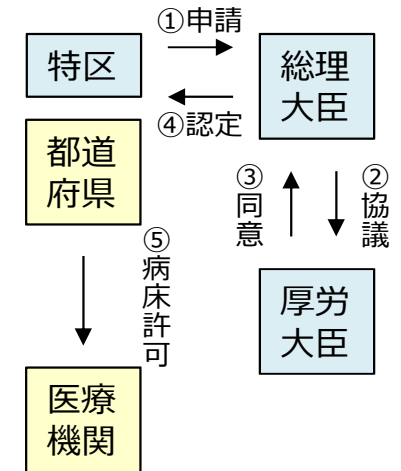 ①申請
特区
総理
大臣
④認定
都道
府県
③同意
②協議
⑤病床許可
厚労
大臣
医療
機関